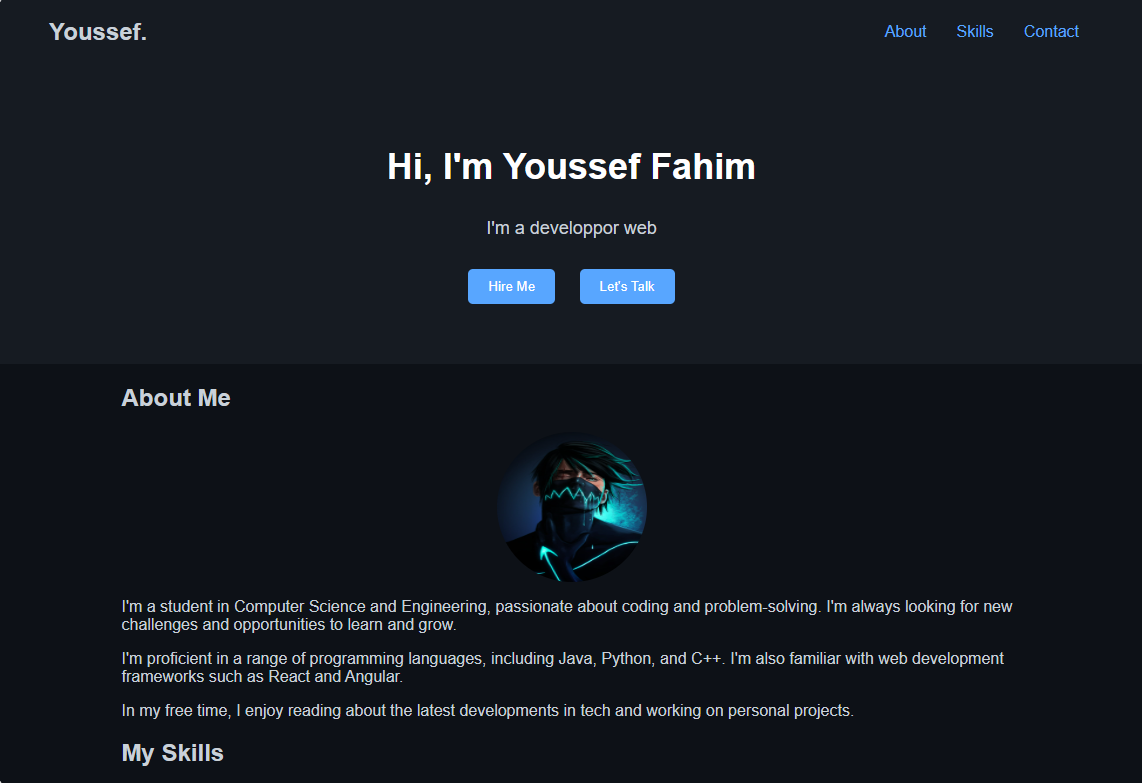 Youssef.
About Skills Contact
Hi, I'm Youssef Fahim
I'm a developpor web
Hire Me Let's Talk
About Me
I'm a student in Computer Science and Engineering, passionate about coding and problem-solving. I'm always looking for new
challenges and opportunities to learn and grow.
I'm proficient in a range of programming languages, including Java, Python, and C++. I'm also familiar with web development
frameworks such as React and Angular.
In my free time, I enjoy reading about the latest developments in tech and working on personal projects.
My Skills